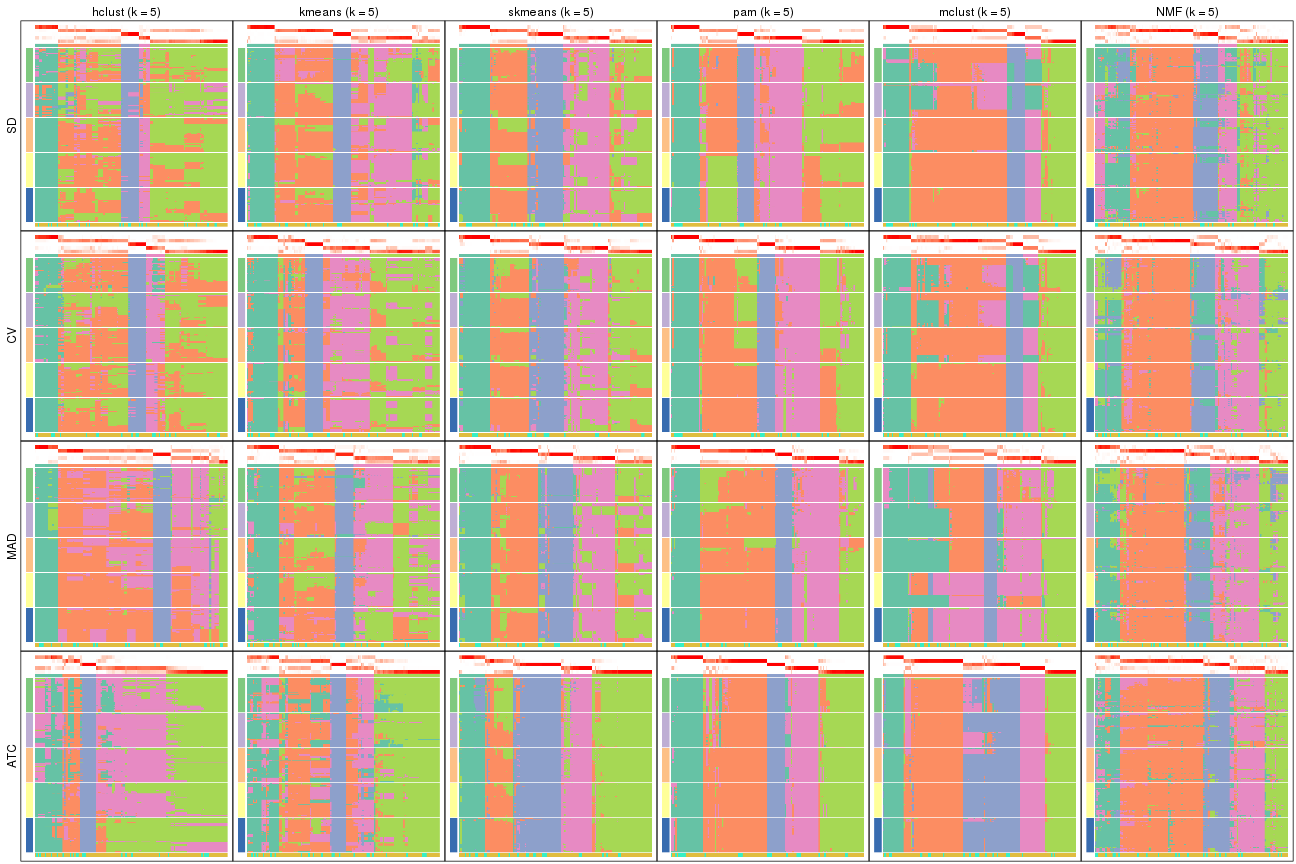 hclust (k = 5)
kmeans (k = 5)
skmeans (k = 5)
pam (k = 5)
mclust (k = 5)
NMF (k = 5)
SD
CV
MAD
ATC